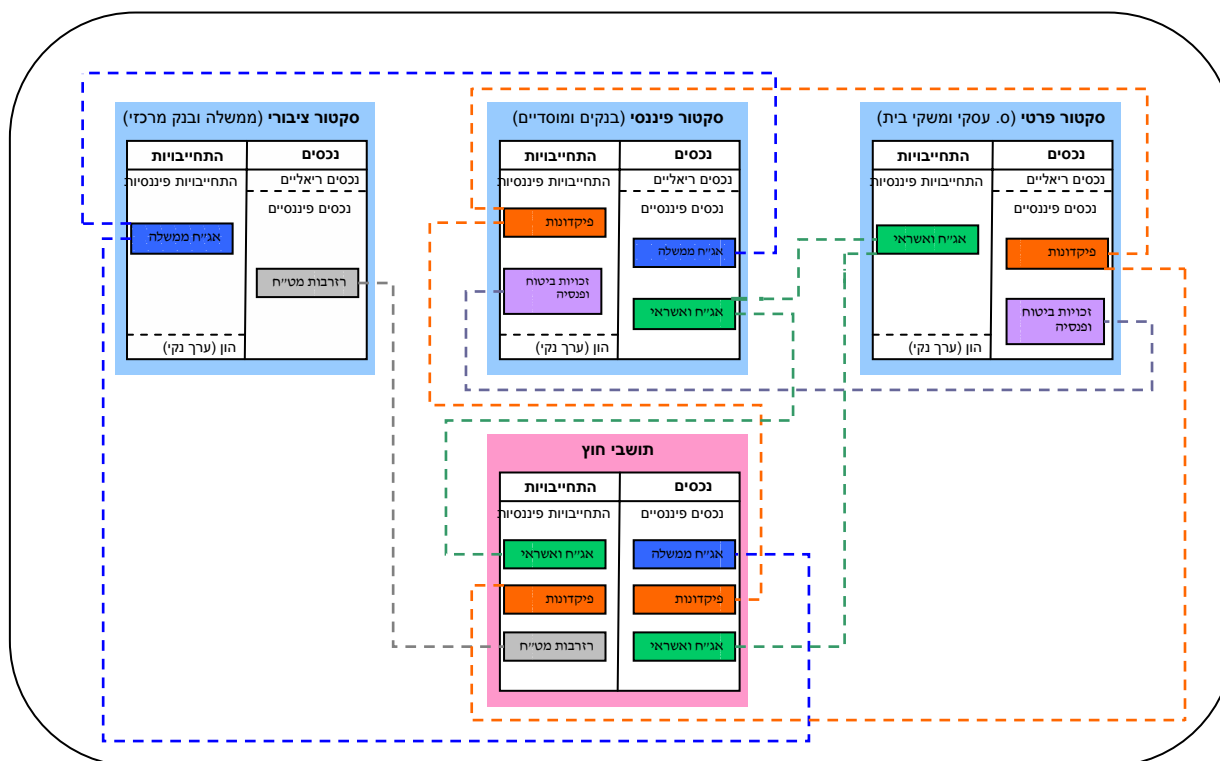 סקטור פרטי (ס. עסקי ומשקי בית)
נכסים
התחייבויות
נכסים ריאליים
נכסים פיננסיים
פיקדונות
זכויות ביטוח
ופנסיה
התחייבויות פיננסיות
אג״ח ואשראי
הון (ערך נקי)
סקטור פיננסי (בנקים ומוסדיים)
נכסים
התחייבויות
נכסים ריאליים
נכסים פיננסיים
אג״ח ממשלה
אג״ח ואשראי
התחייבויות פיננסיות
פיקדונות
זכויות ביטוח
ופנסיה
הון (ערך נקי)
סקטור ציבורי (ממשלה ובנק מרכזי)
נכסים
התחייבויות
נכסים ריאליים
נכסים פיננסיים
רזרבות מט״ח
התחייבויות פיננסיות
אג״ח ממשלה
הון (ערך נקי)
תושבי חוץ
נכסים
התחייבויות
נכסים פיננסיים
אג״ח ממשלה
פיקדונות
אג״ח ואשראי
התחייבויות פיננסיות
אג״ח ואשראי
פיקדונות
רזרבות מט״ח